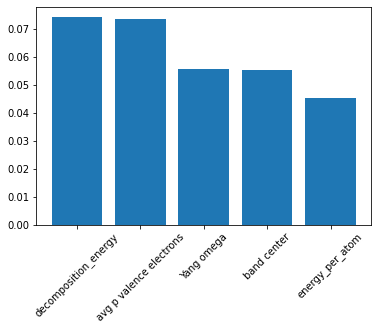 0.07
0.06
0.05
0.04
0.03
0.02
0.01
0.00
decomposition_energy
avg p valence electrons
Yang omega
band center
energy_per_atom